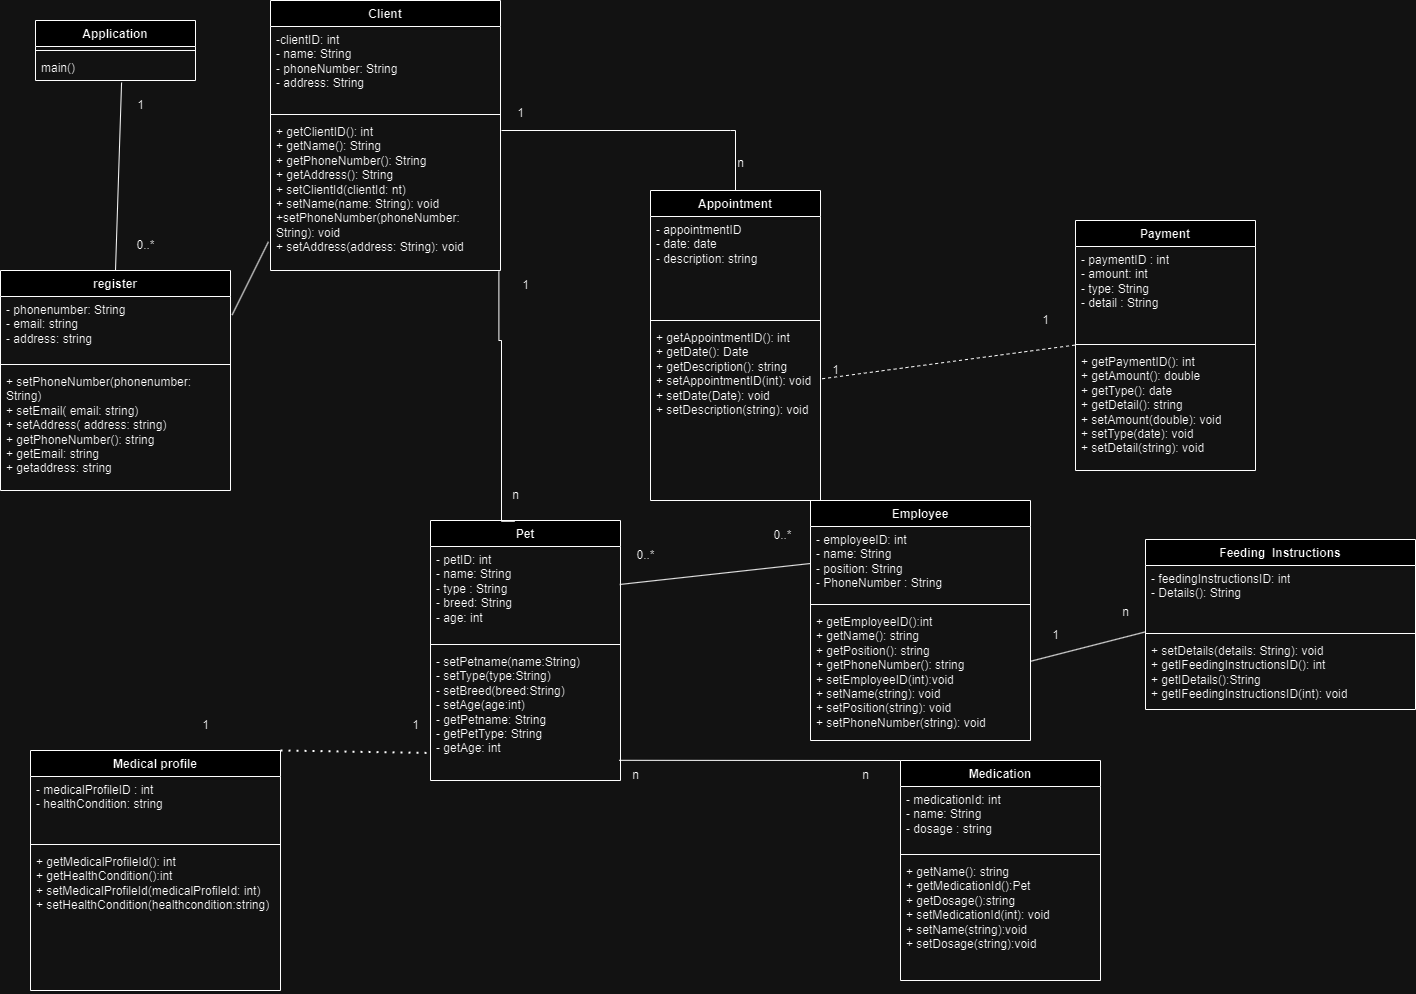 Application
main()
1
0..*
Client
-clientID: int
- name: String
- phoneNumber: String
- address: String
+ getClientID(): int
+ getName(): String
+ getPhoneNumber(): String
+ getAddress(): String
+ setClientId(clientId: nt)
+ setName(name: String): void
+setPhoneNumber(phoneNumber:
String): void
+ setAddress(address: String): void
1
n
1
n
register
- phonenumber: String
- email: string
- address: string
+ setPhoneNumber(phonenumber:
String)
+ setEmail( email: string)
+ setAddress( address: string)
+ getPhoneNumber(): string
+ getEmail: string
+ getaddress: string
Appointment
- appointmentID
- date: date
- description: string
+ getAppointmentID(): int
+ getDate(): Date
+ getDescription(): string
+ setAppointmentID(int): void
+ setDate(Date): void
+ setDescription(string): void
1
1
Payment
- paymentID : int
- amount: int
- type: String
- detail : String
+ getPaymentID(): int
+ getAmount(): double
+ getType(): date
+ getDetail(): string
+ setAmount(double): void
+ setType(date): void
+ setDetail(string): void
Pet
- petID: int
- name: String
- type : String
- breed: String
- age: int
- setPetname(name:String)
- setType(type:String)
- setBreed(breed:String)
- setAge(age:int)
- getPetname: String
- getPetType: String
- getAge: int
0..*
0..*
Employee
- employeeID: int
- name: String
- position: String
- PhoneNumber : String
+ getEmployeeID():int
+ getName(): string
+ getPosition(): string
+ getPhoneNumber(): string
+ setEmployeeID(int):void
+ setName(string): void
+ setPosition(string): void
+ setPhoneNumber(string): void
1
n
Feeding Instructions
- feedingInstructionsID: int
- Details(): String
+ setDetails(details: String): void
+ getIFeedingInstructionsID(): int
+ getIDetails():String
+ getIFeedingInstructionsID(int): void
1
1
Medical profile
- medicalProfileID : int
- healthCondition: string
+ getMedicalProfileId(): int
+ getHealthCondition():int
+ setMedicalProfileId(medicalProfileId: int)
+ setHealthCondition(healthcondition:string)
n
n
Medication
- medicationId: int
- name: String
- dosage : string
+ getName(): string
+ getMedicationId():Pet
+ getDosage():string
+ setMedicationId(int): void
+ setName(string):void
+ setDosage(string):void